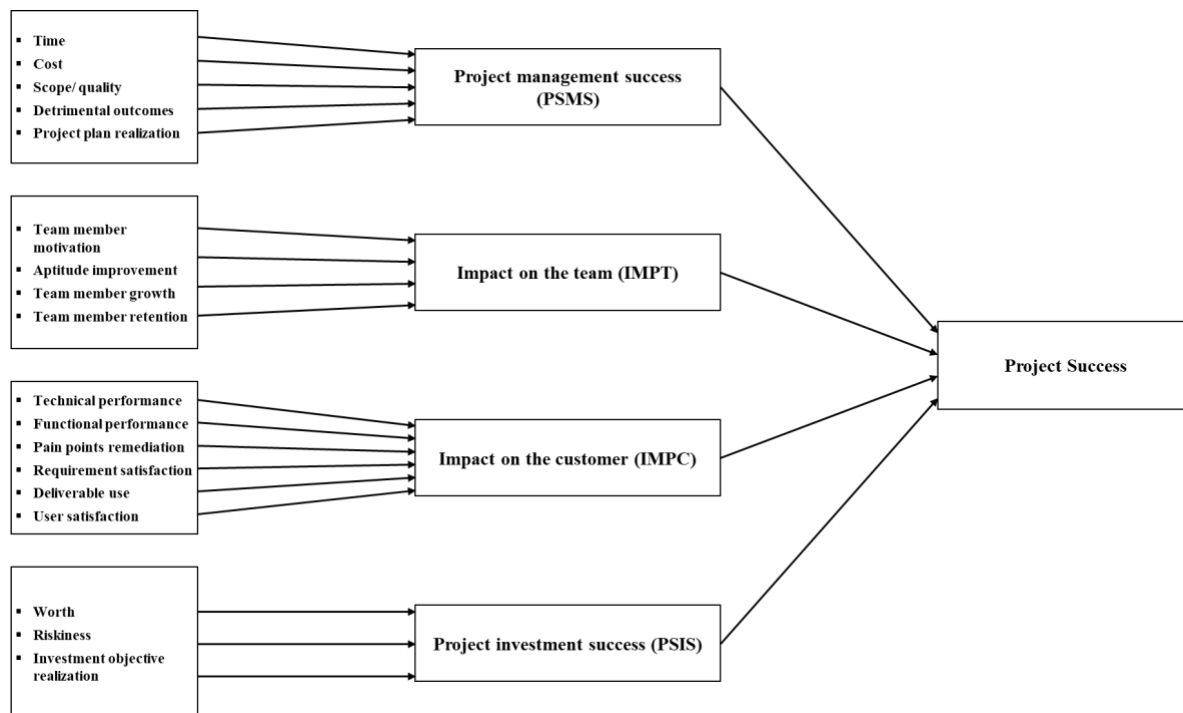 ▪ Time
▪ Cost
▪ Scope/ quality
▪ Detrimental outcomes
▪ Project plan realization
Project management success
(PSMS)
▪ Team member
motivation
▪ Aptitude improvement
▪ Team member growth
▪ Team member retention
Impact on the team (IMPT)
Project Success
▪ Technical performance
▪ Functional performance
▪ Pain points remediation
▪ Requirement satisfaction
▪ Deliverable use
▪ User satisfaction
Impact on the customer (IMPC)
▪ Worth
▪ Riskiness
▪ Investment objective
realization
Project investment success (PSIS)